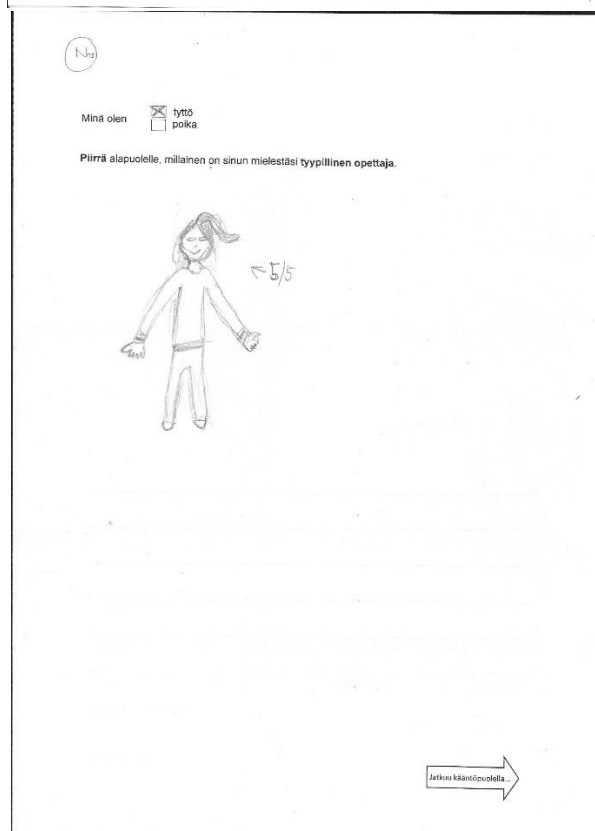 Minä olen
tyttö
poika
Piirrä alapuolelle, millainen on sinun mielestäsi tyypillinen opettaja.
← 5/5
Jatkuu kääntöpuolella...